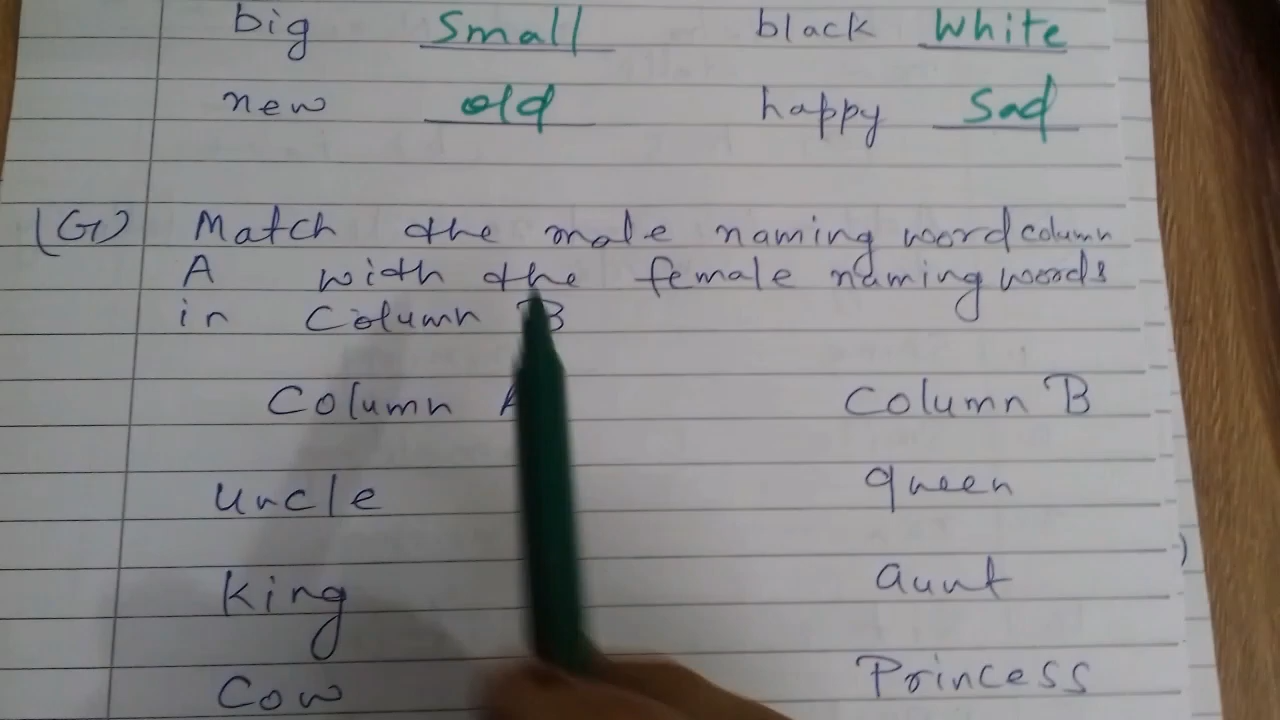 big small black white
new old happy sad
(G) Match the male naming word column
A with the female naming words
in Column B
Column A Column B
uncle queen
king aunt
Cow Princess